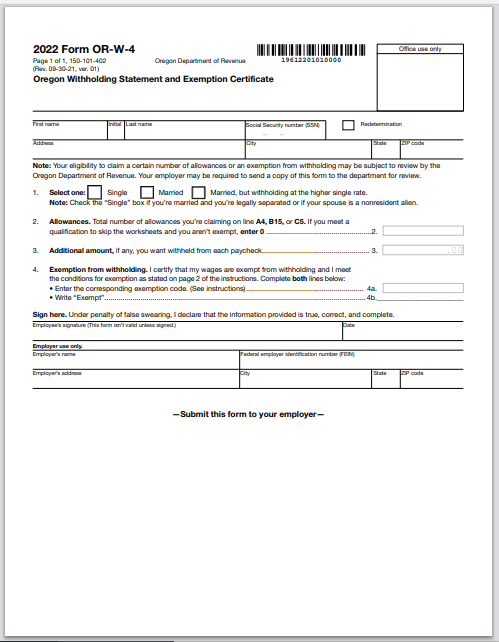 2022 Form OR-W-4
Page 1 of 1, 150-101-402
Oregon Department of Revenue
19612201010000
Office use only
(Rev. 09-30-21, ver. 01)
Oregon Withholding Statement and Exemption Certificate
First name Initial Last name Social Security number (SSN) Redetermination
– –
Address City State ZIP code
Note: Your eligibility to claim a certain number of allowances or an exemption from withholding may be subject to review by the
Oregon Department of Revenue. Your employer may be required to send a copy of this form to the department for review.
1. Select one: Single Married Married, but withholding at the higher single rate.
Note: Check the “Single” box if you’re married and you’re legally separated or if your spouse is a nonresident alien.
2. Allowances. Total number of allowances you’re claiming on line A4, B15, or C5. If you meet a
qualification to skip the worksheets and you aren’t exempt, enter 0 2.
3. Additional amount, if any, you want withheld from each paycheck 3. .00
4. Exemption from withholding. I certify that my wages are exempt from withholding and I meet
the conditions for exemption as stated on page 2 of the instructions. Complete both lines below:
• Enter the corresponding exemption code. (See instructions) 4a.
• Write “Exempt” 4b.
Sign here. Under penalty of false swearing, I declare that the information provided is true, correct, and complete.
Employee’s signature (This form isn’t valid unless signed.) Date
Employer use only.
Employer’s name Federal employer identification number (FEIN)
Employer’s address City State ZIP code
—Submit this form to your employer—